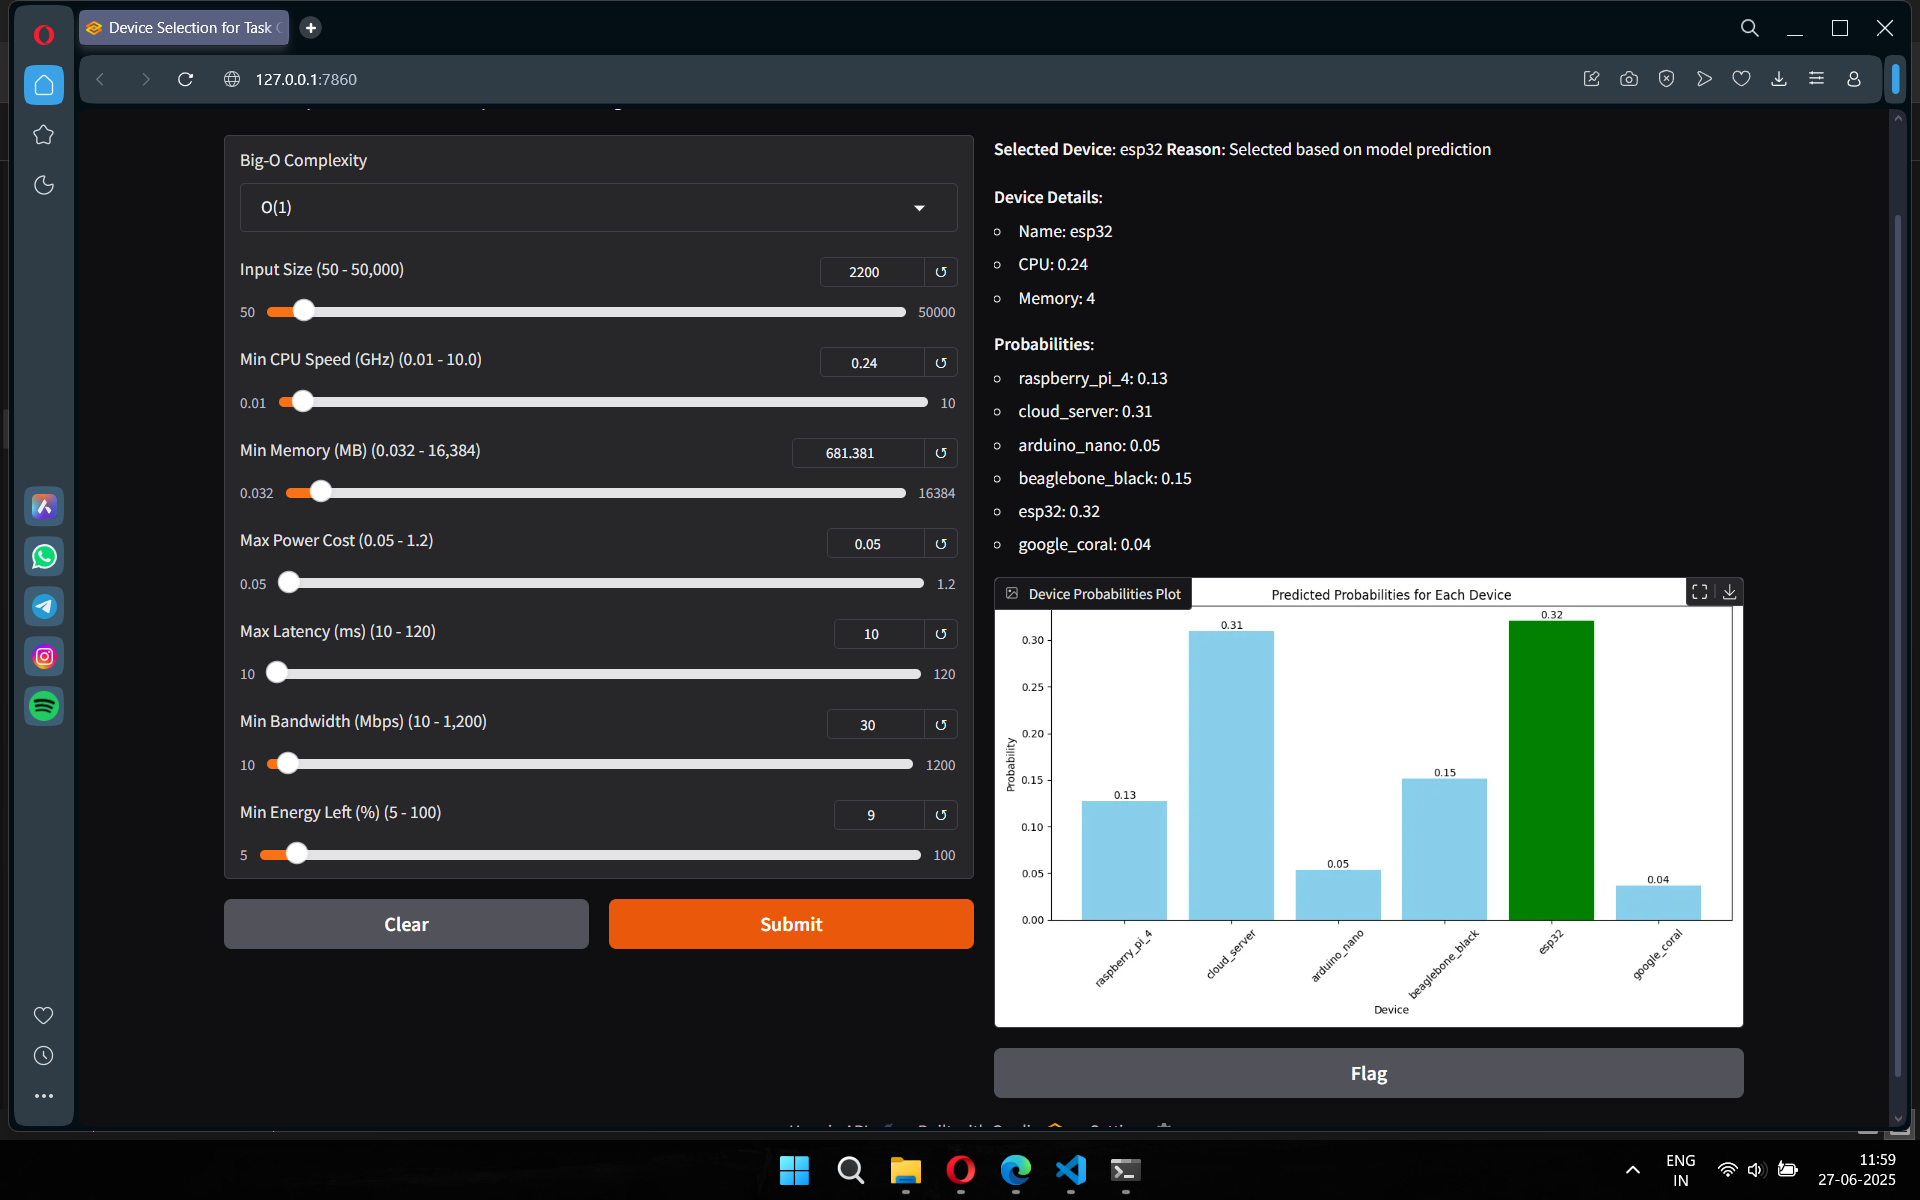 Device Selection for Task
127.0.0.1:7860
Big-O Complexity
O(1)
Input Size (50 - 50,000)
2200
50
50000
Min CPU Speed (GHz) (0.01 - 10.0)
0.24
0.01
10
Min Memory (MB) (0.032 - 16,384)
681.381
0.032
16384
Max Power Cost (0.05 - 1.2)
0.05
0.05
1.2
Max Latency (ms) (10 - 120)
10
10
120
Min Bandwidth (Mbps) (10 - 1,200)
30
10
1200
Min Energy Left (%) (5 - 100)
9
5
100
Clear
Submit
Selected Device: esp32 Reason: Selected based on model prediction
Device Details:
Name: esp32
CPU: 0.24
Memory: 4
Probabilities:
raspberry_pi_4: 0.13
cloud_server: 0.31
arduino_nano: 0.05
beaglebone_black: 0.15
esp32: 0.32
google_coral: 0.04
Device Probabilities Plot
Predicted Probabilities for Each Device
0.32
0.31
0.30
0.25
0.20
0.15
0.15
0.13
0.10
0.05
0.05
0.04
0.00
Probability
raspberry_pi_4
cloud_server
arduino_nano
beaglebone_black
esp32
google_coral
Device
Flag
ENG
IN
11:59
27-06-2025